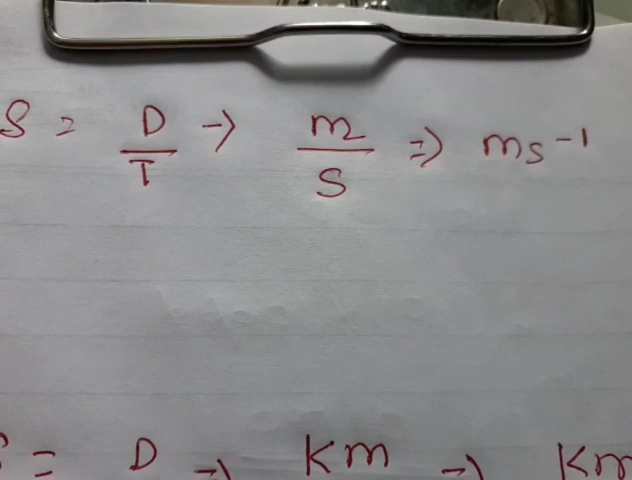 S = D/T → m/s ⇒ ms⁻¹
= D → Km → Km